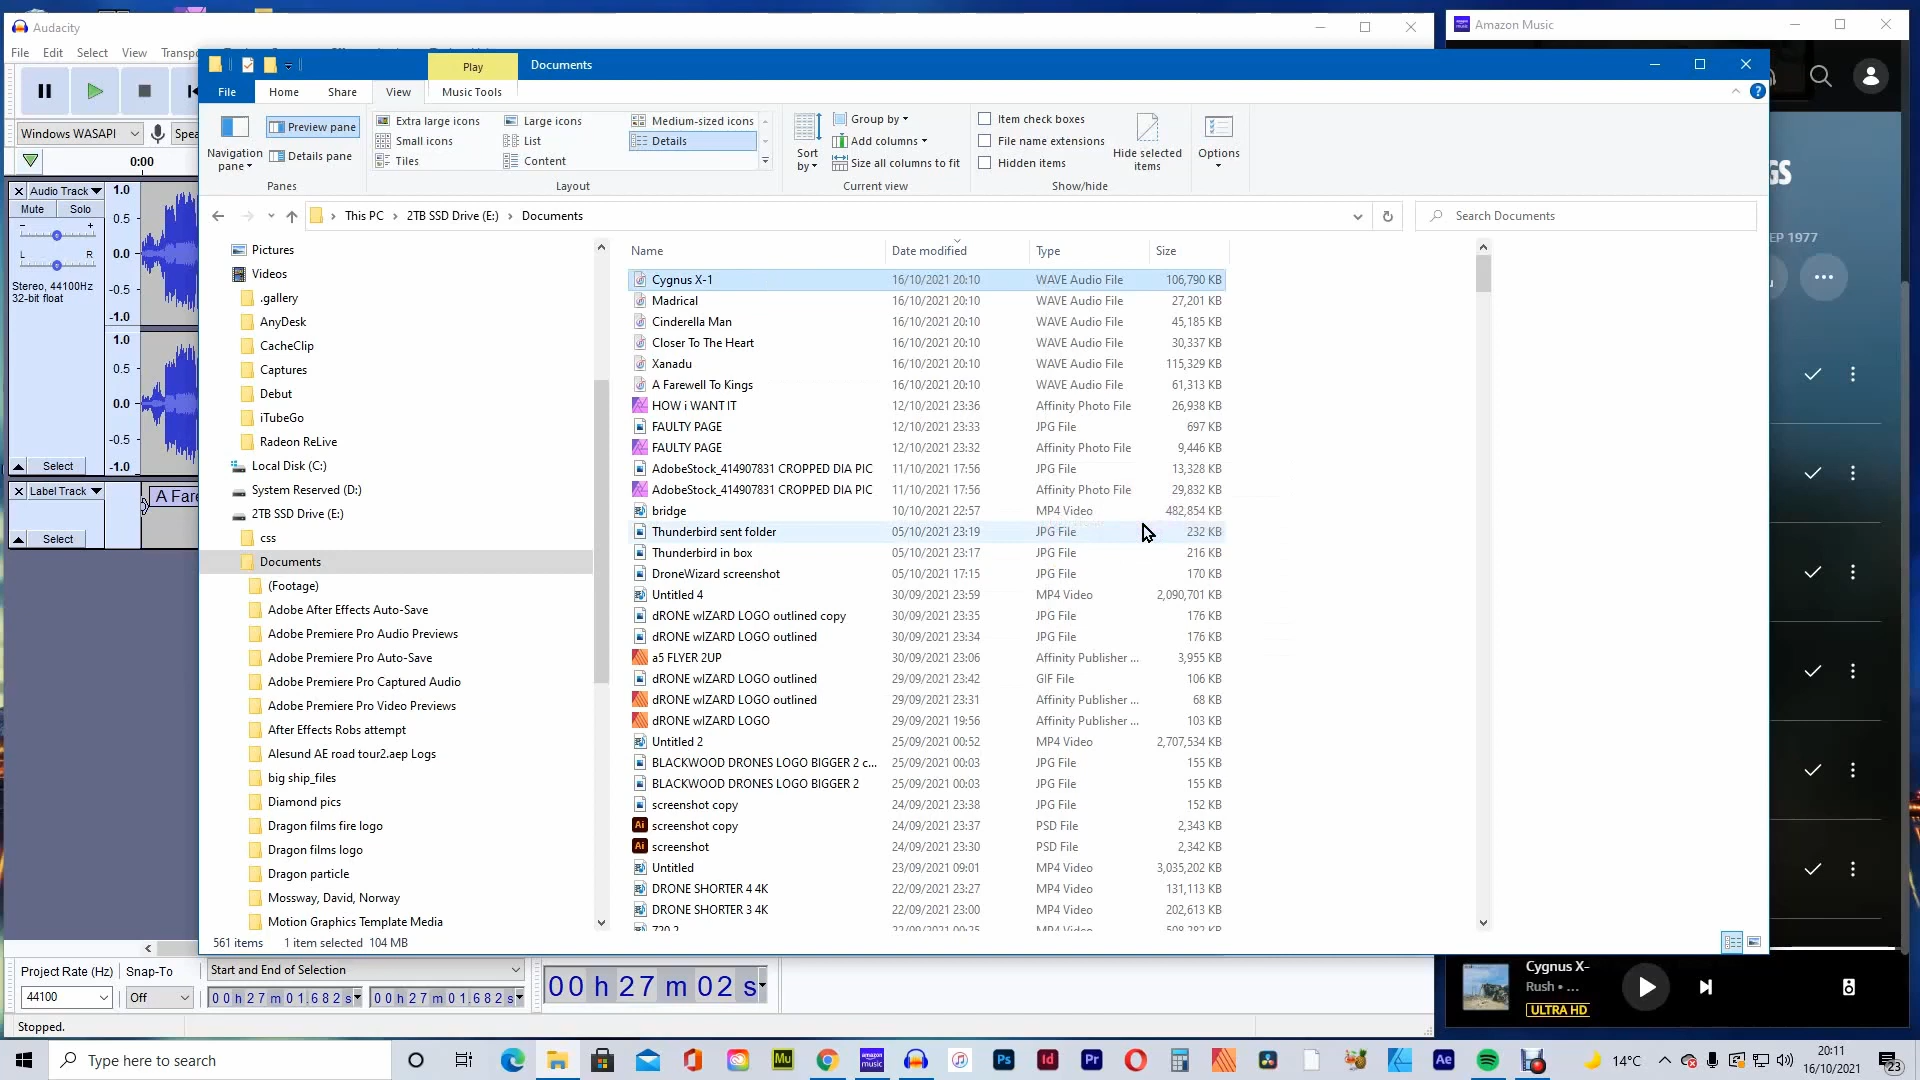 Audacity
Amazon Music
File Edit Select View Transpo
Play Documents
File Home Share View Music Tools
Windows WASAPI
Spea
0:00
Navigation pane
Preview pane
Details pane
Panes
Extra large icons Large icons Medium-sized icons
Small icons List Details
Tiles Content
Layout
Sort by
Group by
Add columns
Size all columns to fit
Current view
Item check boxes
File name extensions
Hidden items
Hide selected items
Show/hide
Options
This PC 2TB SSD Drive (E:) Documents
Search Documents
GS
EP 1977
Audio Track
Mute Solo
- +
L R
Stereo, 44100Hz
32-bit float
1.0
0.5
0.0
-0.5
-1.0
1.0
0.5
0.0
-0.5
-1.0
Select
Label Track
A Fare
Select
Pictures
Videos
.gallery
AnyDesk
CacheClip
Captures
Debut
iTubeGo
Radeon ReLive
Local Disk (C:)
System Reserved (D:)
2TB SSD Drive (E:)
css
Documents
(Footage)
Adobe After Effects Auto-Save
Adobe Premiere Pro Audio Previews
Adobe Premiere Pro Auto-Save
Adobe Premiere Pro Captured Audio
Adobe Premiere Pro Video Previews
After Effects Robs attempt
Alesund AE road tour2.aep Logs
big ship_files
Diamond pics
Dragon films fire logo
Dragon films logo
Dragon particle
Mossway, David, Norway
Motion Graphics Template Media
Name Date modified Type Size
Cygnus X-1 16/10/2021 20:10 WAVE Audio File 106,790 KB
Madrical 16/10/2021 20:10 WAVE Audio File 27,201 KB
Cinderella Man 16/10/2021 20:10 WAVE Audio File 45,185 KB
Closer To The Heart 16/10/2021 20:10 WAVE Audio File 30,337 KB
Xanadu 16/10/2021 20:10 WAVE Audio File 115,329 KB
A Farewell To Kings 16/10/2021 20:10 WAVE Audio File 61,313 KB
HOW i WANT IT 12/10/2021 23:36 Affinity Photo File 26,938 KB
FAULTY PAGE 12/10/2021 23:33 JPG File 697 KB
FAULTY PAGE 12/10/2021 23:32 Affinity Photo File 9,446 KB
AdobeStock_414907831 CROPPED DIA PIC 11/10/2021 17:56 JPG File 13,328 KB
AdobeStock_414907831 CROPPED DIA PIC 11/10/2021 17:56 Affinity Photo File 29,832 KB
bridge 10/10/2021 22:57 MP4 Video 482,854 KB
Thunderbird sent folder 05/10/2021 23:19 JPG File 232 KB
Thunderbird in box 05/10/2021 23:17 JPG File 216 KB
DroneWizard screenshot 05/10/2021 17:15 JPG File 170 KB
Untitled 4 30/09/2021 23:59 MP4 Video 2,090,701 KB
dRONE wIZARD LOGO outlined copy 30/09/2021 23:35 JPG File 176 KB
dRONE wIZARD LOGO outlined 30/09/2021 23:34 JPG File 176 KB
a5 FLYER 2UP 30/09/2021 23:06 Affinity Publisher ... 3,955 KB
dRONE wIZARD LOGO outlined 29/09/2021 23:42 GIF File 106 KB
dRONE wIZARD LOGO outlined 29/09/2021 23:31 Affinity Publisher ... 68 KB
dRONE wIZARD LOGO 29/09/2021 19:56 Affinity Publisher ... 103 KB
Untitled 2 25/09/2021 00:52 MP4 Video 2,707,534 KB
BLACKWOOD DRONES LOGO BIGGER 2 c... 25/09/2021 00:03 JPG File 155 KB
BLACKWOOD DRONES LOGO BIGGER 2 25/09/2021 00:03 JPG File 155 KB
screenshot copy 24/09/2021 23:38 JPG File 152 KB
screenshot copy 24/09/2021 23:37 PSD File 2,343 KB
screenshot 24/09/2021 23:30 PSD File 2,342 KB
Untitled 23/09/2021 09:01 MP4 Video 3,035,202 KB
DRONE SHORTER 4 4K 22/09/2021 23:27 MP4 Video 131,113 KB
DRONE SHORTER 3 4K 22/09/2021 23:00 MP4 Video 202,613 KB
561 items 1 item selected 104 MB
Project Rate (Hz) Snap-To Start and End of Selection
44100 Off 00 h 27 m 01.682 s 00 h 27 m 01.682 s
00 h 27 m 02 s
Stopped.
Cygnus X-
Rush • ...
ULTRA HD
Type here to search
14°C
20:11
16/10/2021
23